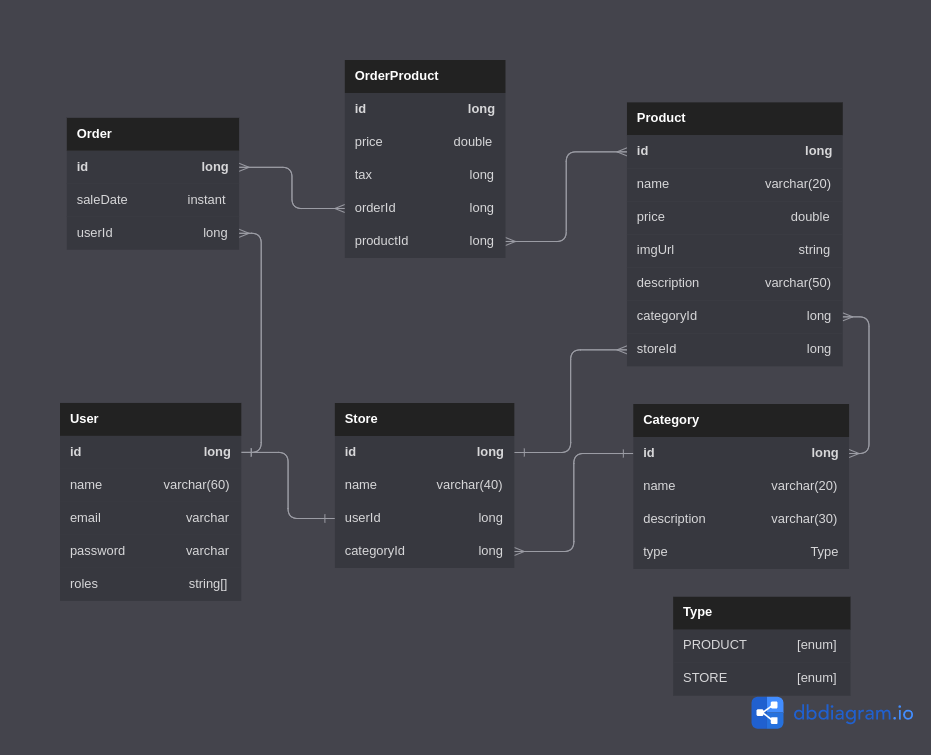 OrderProduct
id long
price double
tax long
orderId long
productId long
Product
id long
name varchar(20)
price double
imgUrl string
description varchar(50)
categoryId long
storeId long
Order
id long
saleDate instant
userId long
User
id long
name varchar(60)
email varchar
password varchar
roles string[]
Store
id long
name varchar(40)
userId long
categoryId long
Category
id long
name varchar(20)
description varchar(30)
type Type
Type
PRODUCT [enum]
STORE [enum]
dbdiagram.io